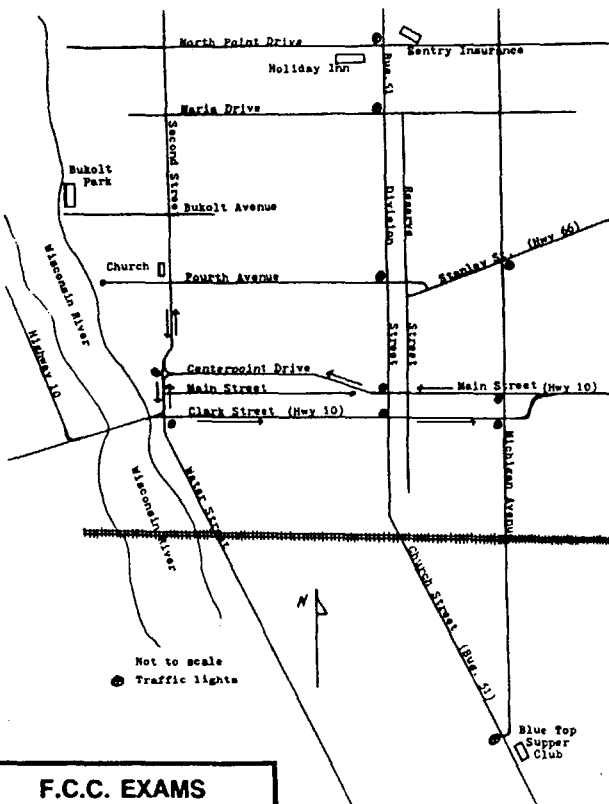 North Point Drive
Sentry Insurance
Holiday Inn
Bus. 51
Maria Drive
Second Street
Bukolt
Park
Bukolt Avenue
Division
Reserve
Stanley St. (Hwy 66)
Church
Fourth Avenue
Wisconsin River
Highway 10
Street
Street
Centerpoint Drive
Main Street
Main Street (Hwy 10)
Clark Street (Hwy 10)
Michigan Avenue
Water Street
Wisconsin River
Church Street (Bus. 51)
N
Not to scale
Traffic lights
Blue Top
Supper
Club
F.C.C. EXAMS